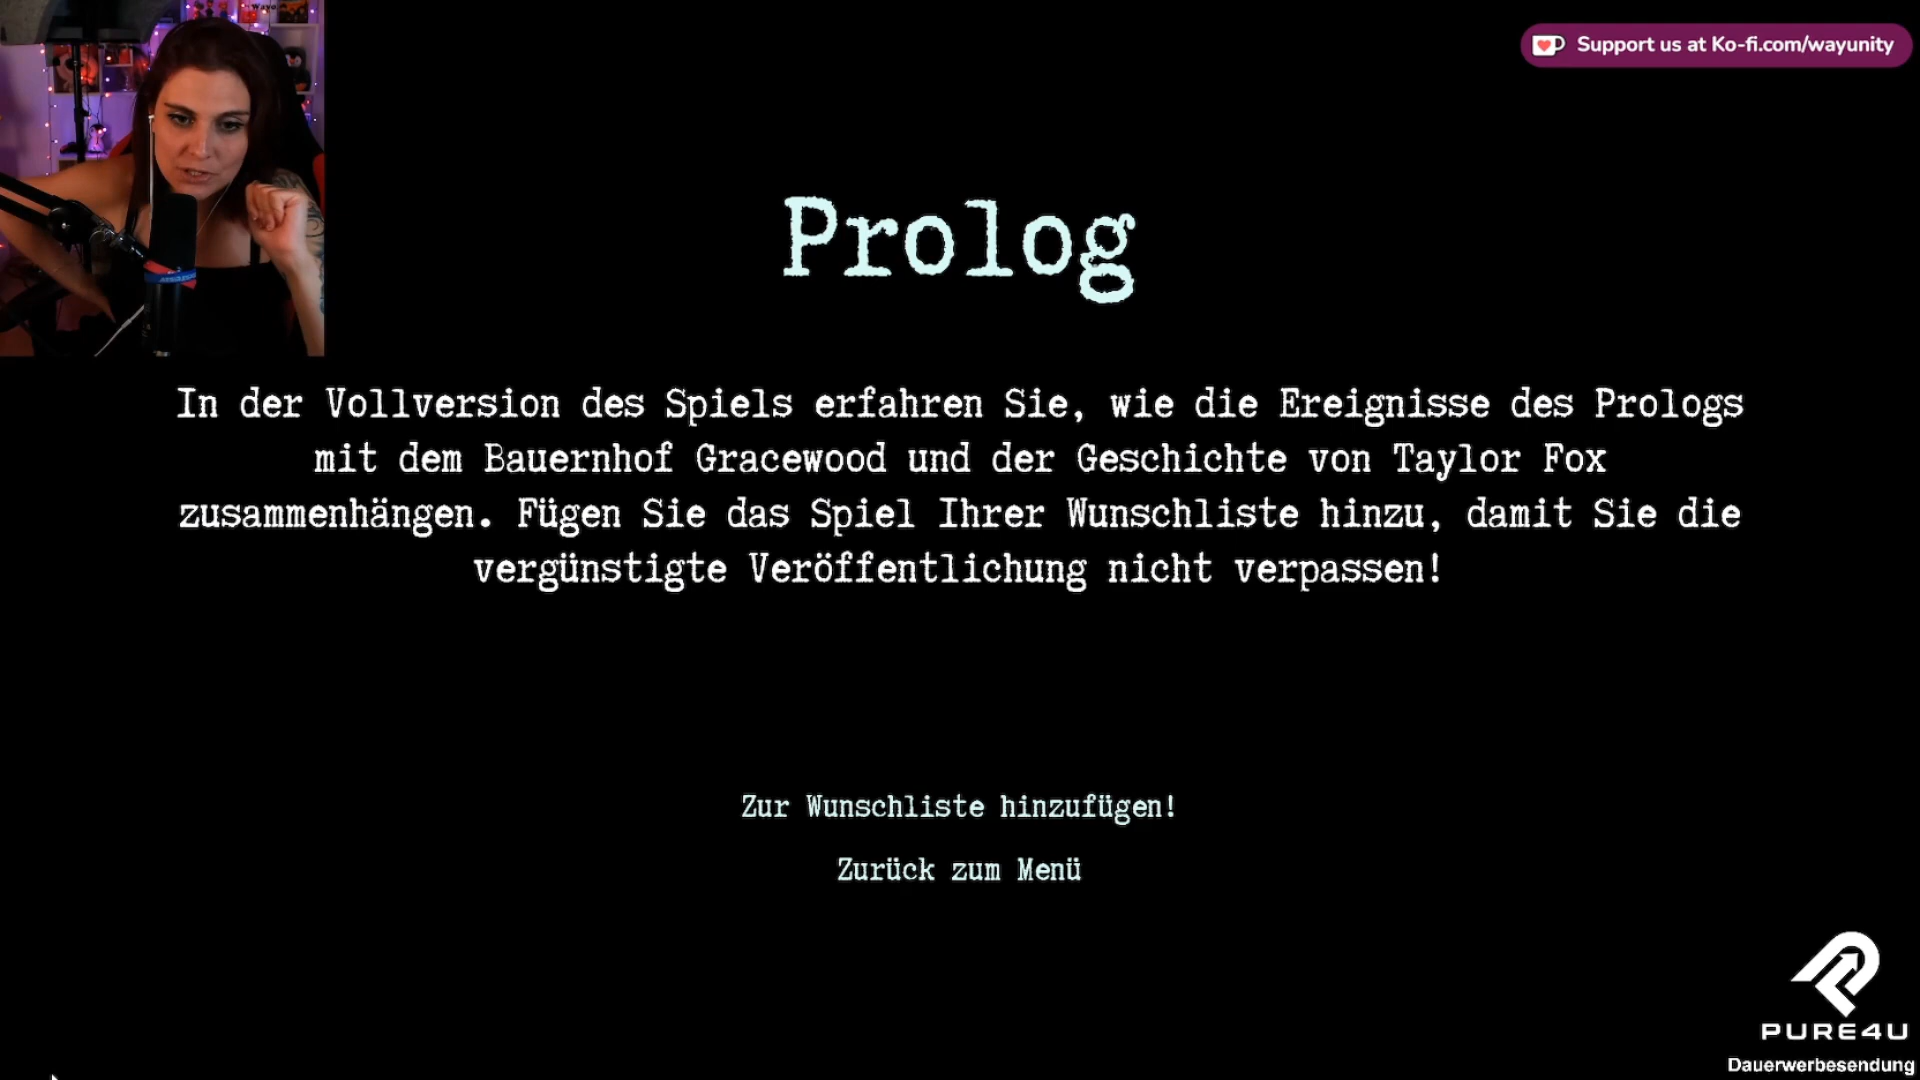 Support us at Ko-fi.com/wayunity
Prolog
In der Vollversion des Spiels erfahren Sie, wie die Ereignisse des Prologs
mit dem Bauernhof Gracewood und der Geschichte von Taylor Fox
zusammenhängen. Fügen Sie das Spiel Ihrer Wunschliste hinzu, damit Sie die
vergünstigte Veröffentlichung nicht verpassen!
Zur Wunschliste hinzufügen!
Zurück zum Menü
PURE4U
Dauerwerbesendung